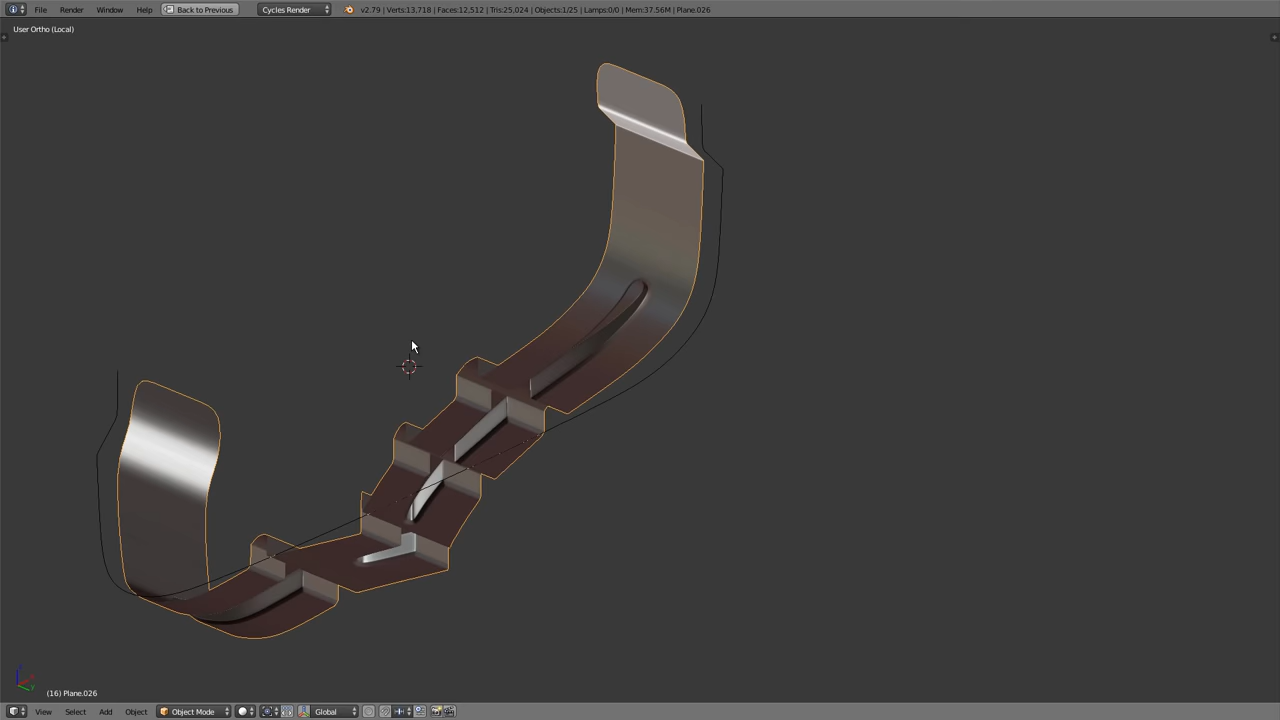 File Render Window Help Back to Previous Cycles Render v2.79 | Verts:13,718 | Faces:12,512 | Tris:25,024 | Objects:1/25 | Lamps:0/0 | Mem:37.56M | Plane.026
User Ortho (Local)
(16) Plane.026
View Select Add Object Object Mode Global